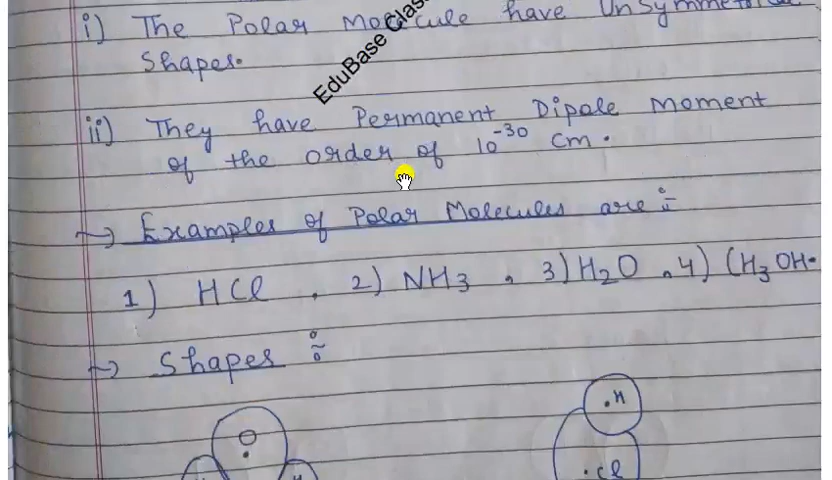 i) The Polar Molecule have UnSymmetrical
Shapes.
EduBase Class
ii) They have Permanent Dipole Moment
of the order of 10⁻³⁰ cm.
→ Examples of Polar Molecules are :-
1) HCl , 2) NH₃ , 3) H₂O , 4) CH₃OH.
→ Shapes :
.H
O
.Cl
H